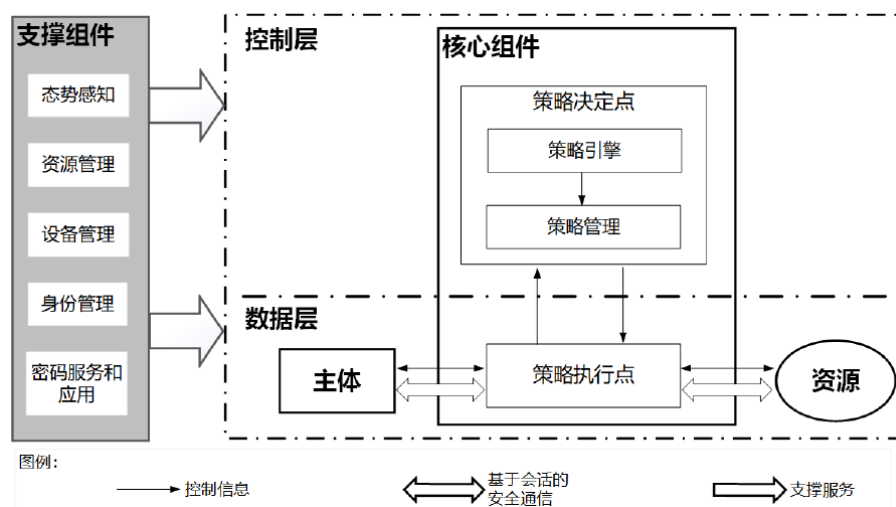 支撑组件
态势感知
资源管理
设备管理
身份管理
密码服务和
应用
控制层
核心组件
策略决定点
策略引擎
策略管理
数据层
主体
策略执行点
资源
图例：
控制信息
基于会话的
安全通信
支撑服务